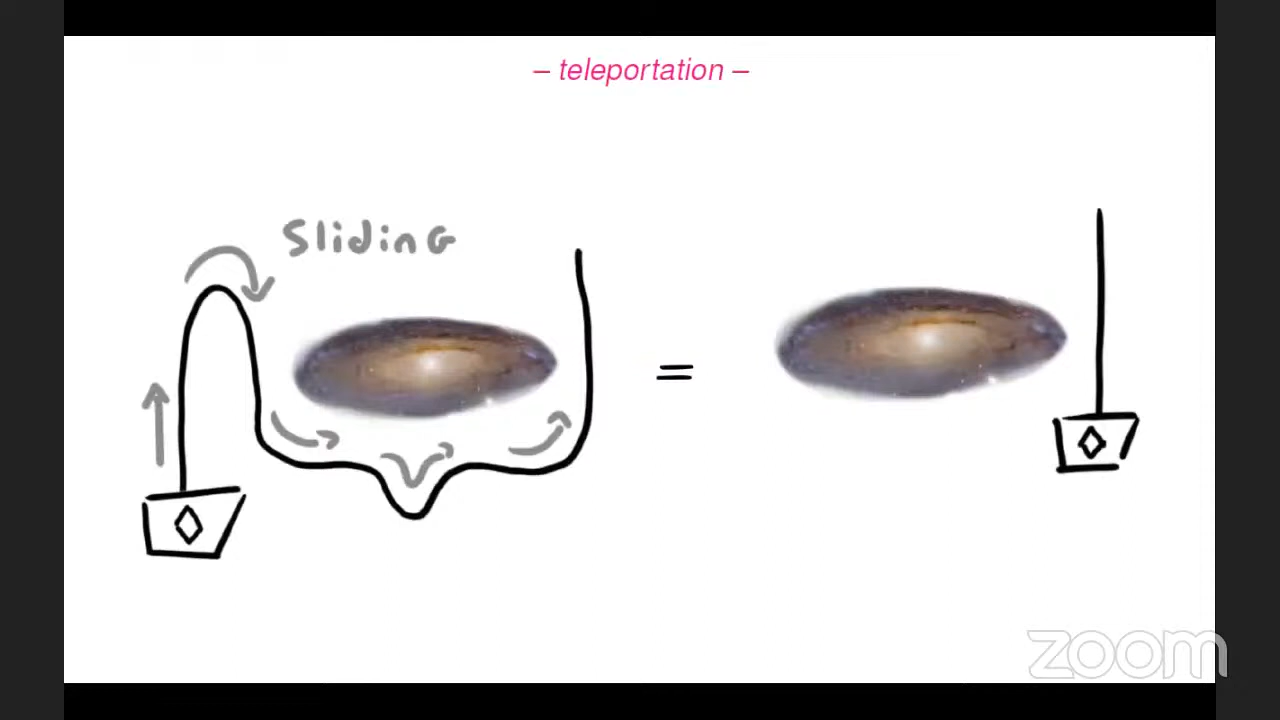 – teleportation –
SlidinG
=
zoom